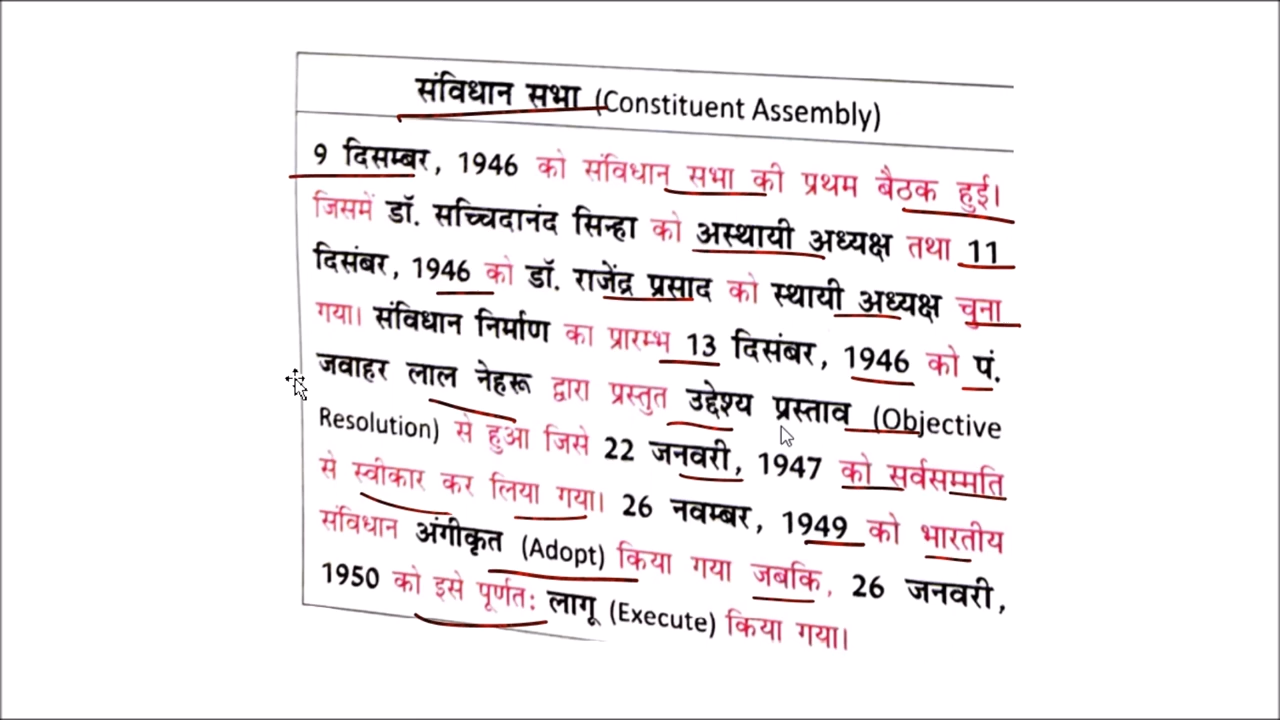 संविधान सभा (Constituent Assembly)
9 दिसम्बर, 1946 को संविधान सभा की प्रथम बैठक हुई।
जिसमें डॉ. सच्चिदानंद सिन्हा को अस्थायी अध्यक्ष तथा 11
दिसंबर, 1946 को डॉ. राजेंद्र प्रसाद को स्थायी अध्यक्ष चुना
गया। संविधान निर्माण का प्रारम्भ 13 दिसंबर, 1946 को पं.
जवाहर लाल नेहरू द्वारा प्रस्तुत उद्देश्य प्रस्ताव (Objective
Resolution) से हुआ जिसे 22 जनवरी, 1947 को सर्वसम्मति
से स्वीकार कर लिया गया। 26 नवम्बर, 1949 को भारतीय
संविधान अंगीकृत (Adopt) किया गया जबकि, 26 जनवरी,
1950 को इसे पूर्णतः लागू (Execute) किया गया।